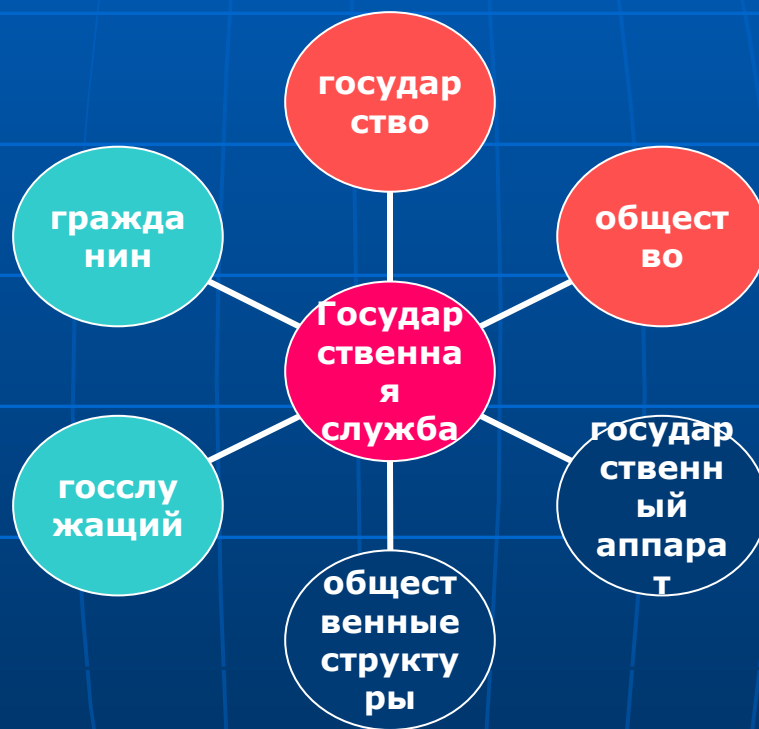 государ
ство
гражда
нин
общест
во
Государ
ственна
я
служба
госслу
жащий
государ
ственн
ый
аппара
т
общест
венные
структу
ры